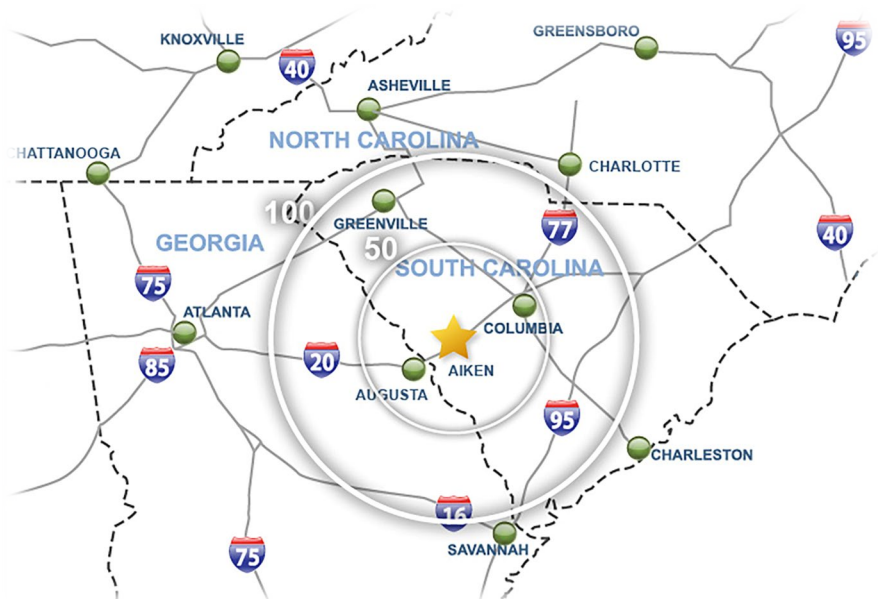 GREENSBORO
95
KNOXVILLE
40
ASHEVILLE
NORTH CAROLINA
CHATTANOOGA
CHARLOTTE
100
GREENVILLE
77
40
GEORGIA
50
SOUTH CAROLINA
75
ATLANTA
COLUMBIA
20
85
AIKEN
AUGUSTA
95
CHARLESTON
16
SAVANNAH
75